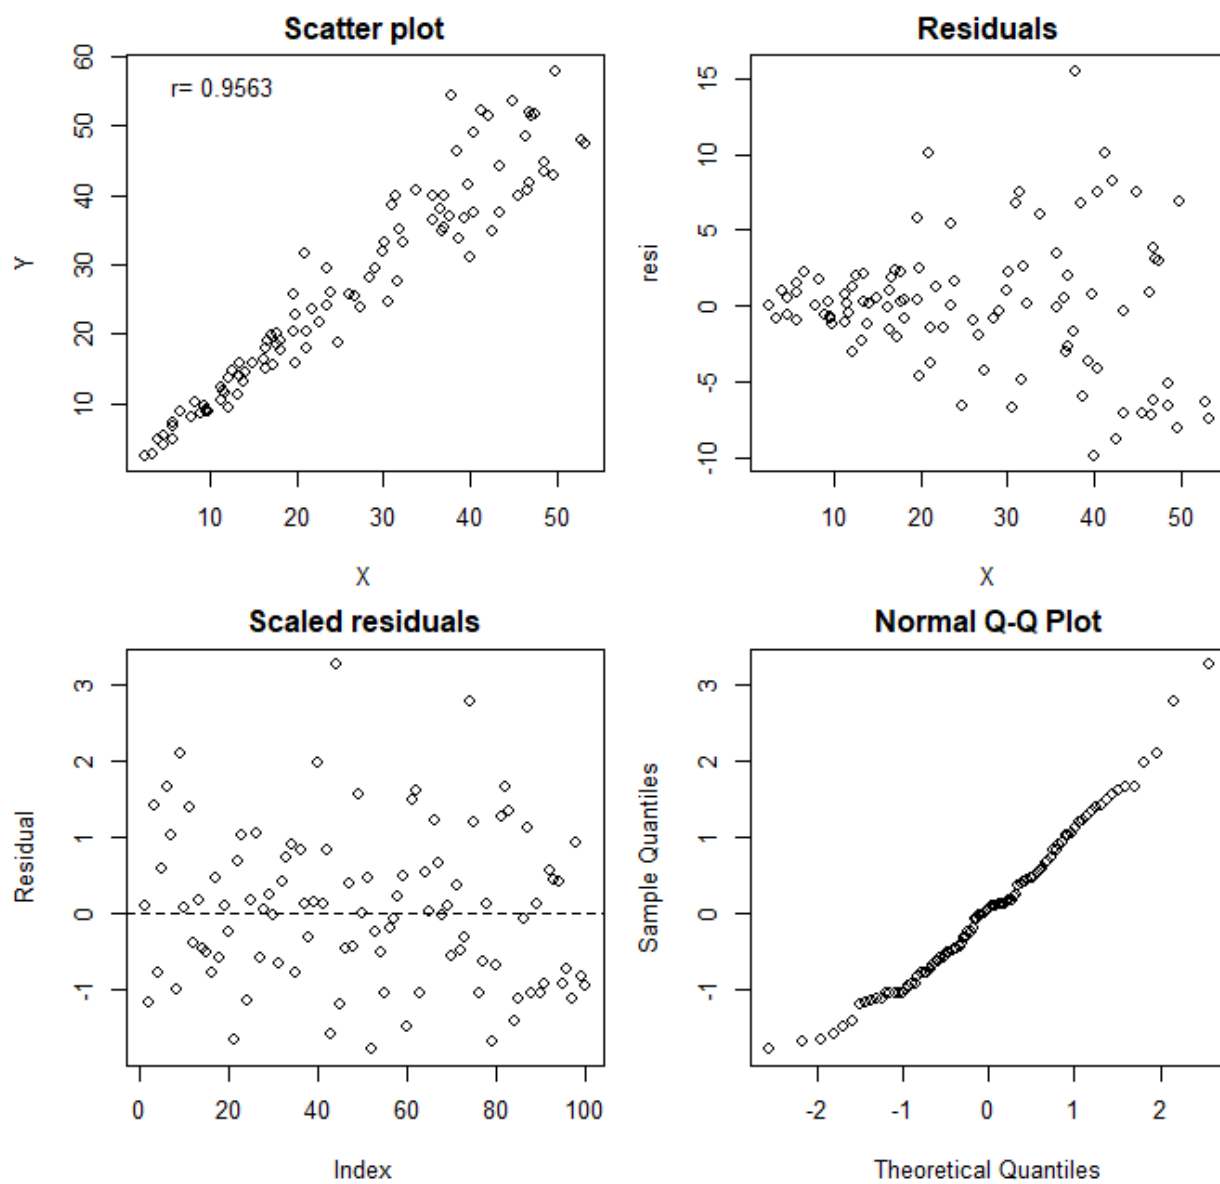 Scatter plot
r= 0.9563
Y
60
50
40
30
20
10
10 20 30 40 50
X
Residuals
resi
15
10
5
0
-5
-10
10 20 30 40 50
X
Scaled residuals
Residual
3
2
1
0
-1
0 20 40 60 80 100
Index
Normal Q-Q Plot
Sample Quantiles
3
2
1
0
-1
-2 -1 0 1 2
Theoretical Quantiles